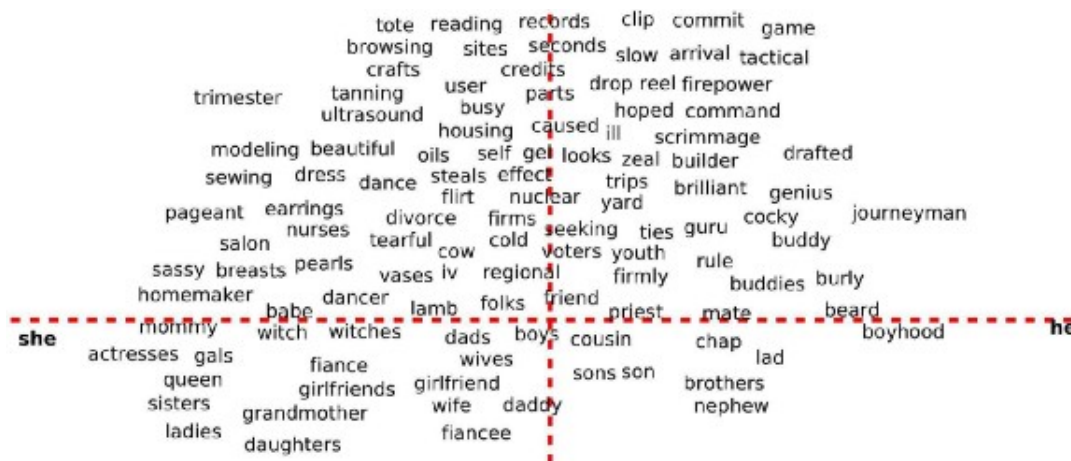 tote reading records clip commit game
browsing sites seconds slow arrival tactical
crafts credits drop reel firepower
trimester tanning user parts
ultrasound busy hoped command
housing caused ill scrimmage
modeling beautiful oils self gel looks zeal builder drafted
sewing dress dance steals effect trips brilliant genius
flirt nuclear yard
pageant earrings divorce firms seeking ties guru cocky journeyman
salon nurses tearful cow cold voters youth buddy
sassy breasts pearls vases iv regional firmly rule buddies burly
homemaker babe dancer lamb folks friend priest mate beard
she he
mommy witch witches dads boys cousin chap boyhood
actresses gals fiance wives sons son lad
queen girlfriends girlfriend brothers
sisters grandmother wife daddy nephew
ladies daughters fiancee